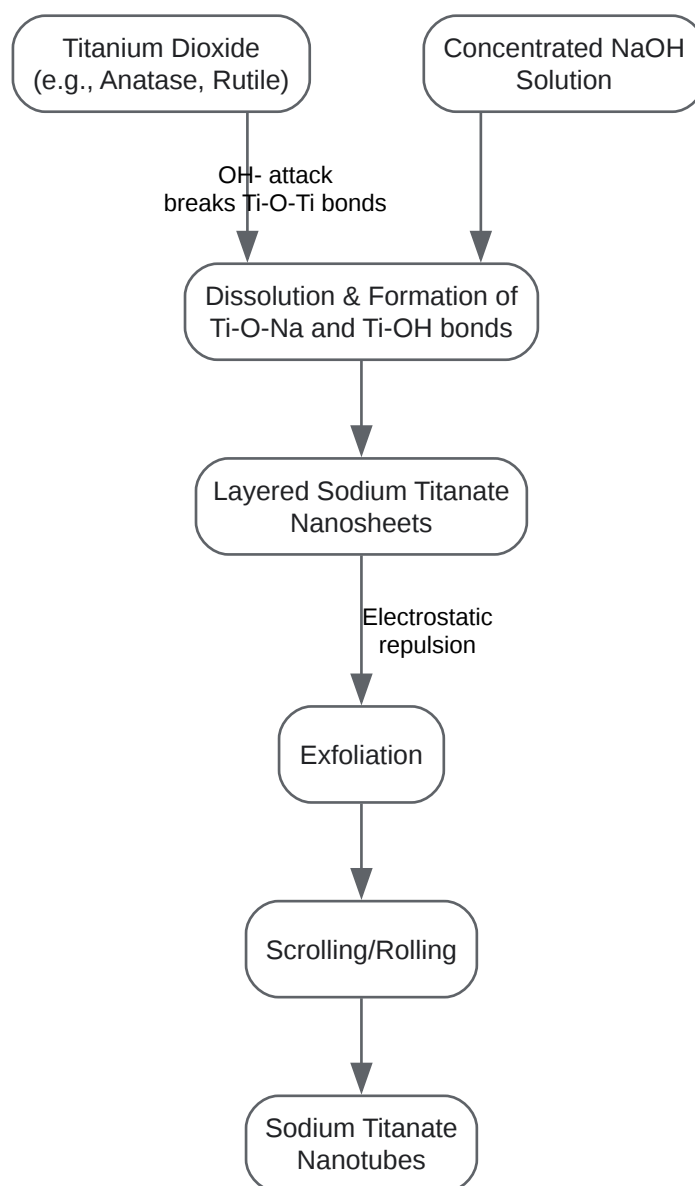 Titanium Dioxide
(e.g., Anatase, Rutile)
Concentrated NaOH
Solution
OH- attack
breaks Ti-O-Ti bonds
Dissolution & Formation of
Ti-O-Na and Ti-OH bonds
Layered Sodium Titanate
Nanosheets
Electrostatic
repulsion
Exfoliation
Scrolling/Rolling
Sodium Titanate
Nanotubes